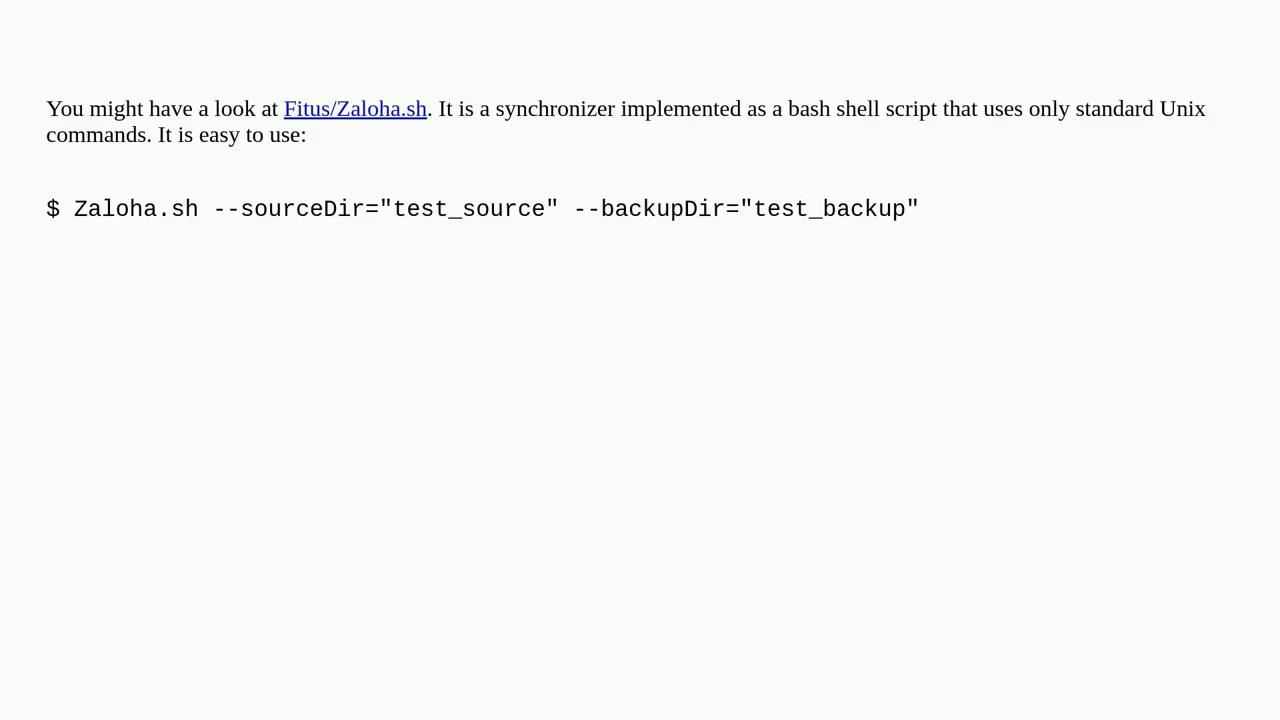 You might have a look at Fitus/Zaloha.sh. It is a synchronizer implemented as a bash shell script that uses only standard Unix
commands. It is easy to use:
$ Zaloha.sh --sourceDir="test_source" --backupDir="test_backup"